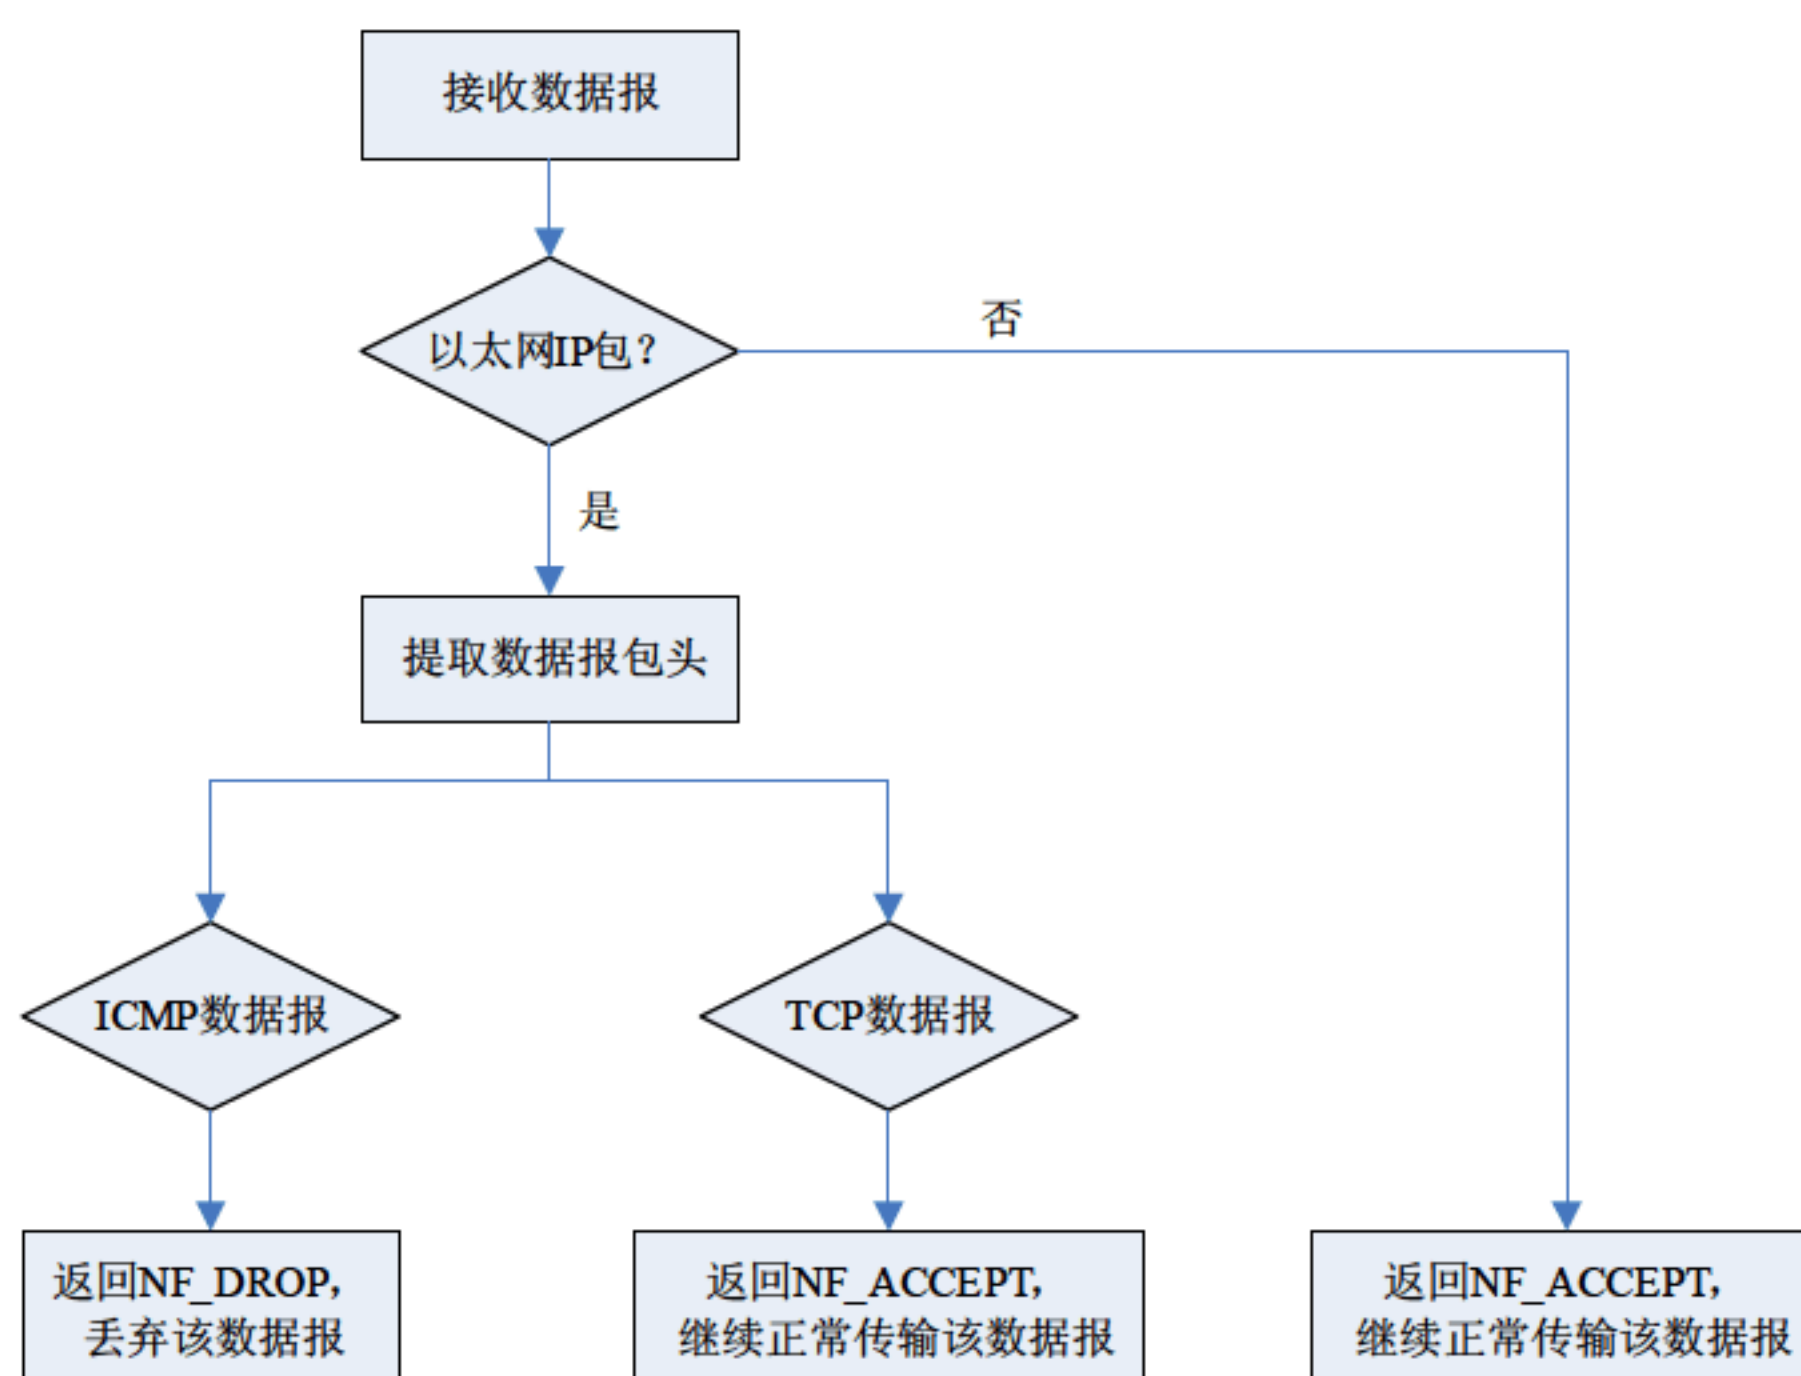 接收数据报
以太网IP包？
否
是
提取数据报包头
ICMP数据报
TCP数据报
返回NF_DROP，
丢弃该数据报
返回NF_ACCEPT，
继续正常传输该数据报
返回NF_ACCEPT，
继续正常传输该数据报